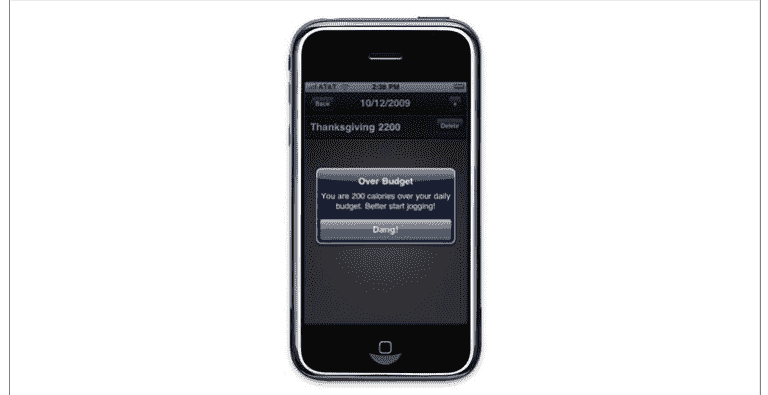 AT&T 2:38 PM
Back 10/12/2009 +
Thanksgiving 2200 Delete
Over Budget
You are 200 calories over your daily
budget. Better start jogging!
Dang!